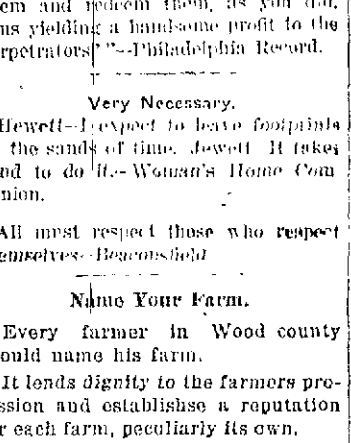 em and redeem them, as you did,
us yielding a handsome profit to the
rpetrators?"--Philadelphia Record.
Very Necessary.
Hewett--I expect to leave footprints
the sands of time. Jewett It takes
nd to do it.--Woman's Home Com
nion.
All must respect those who respect
emselves--Beaconsfield
Name Your Farm.
Every farmer in Wood county
ould name his farm.
It lends dignity to the farmers pro-
ssion and establishse a reputation
r each farm, peculiarly its own.